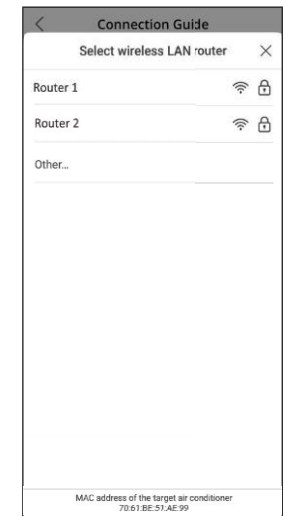 Connection Guide
Select wireless LAN router
Router 1
Router 2
Other...
MAC address of the target air conditioner
70:61:BE:51:AE:99